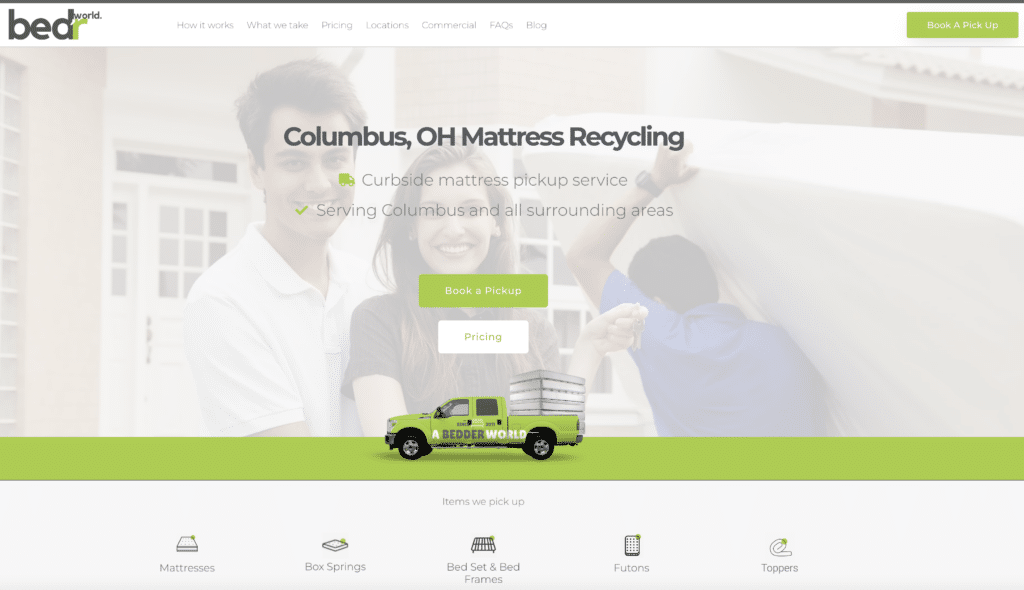 bedr world.
How it works What we take Pricing Locations Commercial FAQs Blog
Book A Pick Up
Columbus, OH Mattress Recycling
Curbside mattress pickup service
Serving Columbus and all surrounding areas
Book a Pickup
Pricing
A BEDDER WORLD
Items we pick up
Mattresses
Box Springs
Bed Set & Bed
Frames
Futons
Toppers